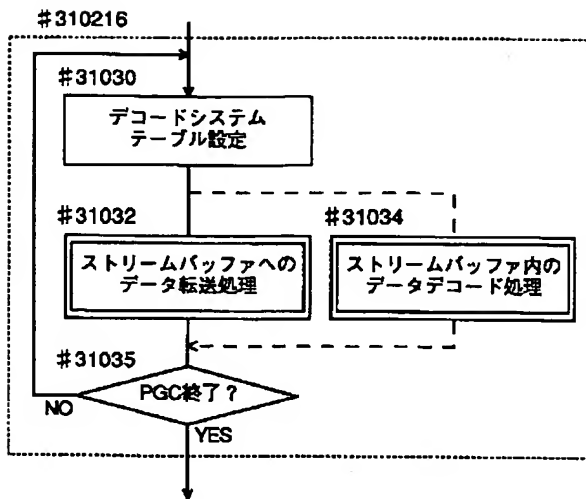 #310216
#31030
デコードシステム
テーブル設定
#31032
#31034
ストリームバッファへの
データ転送処理
ストリームバッファ内の
データデコード処理
#31035
PGC終了?
NO
YES